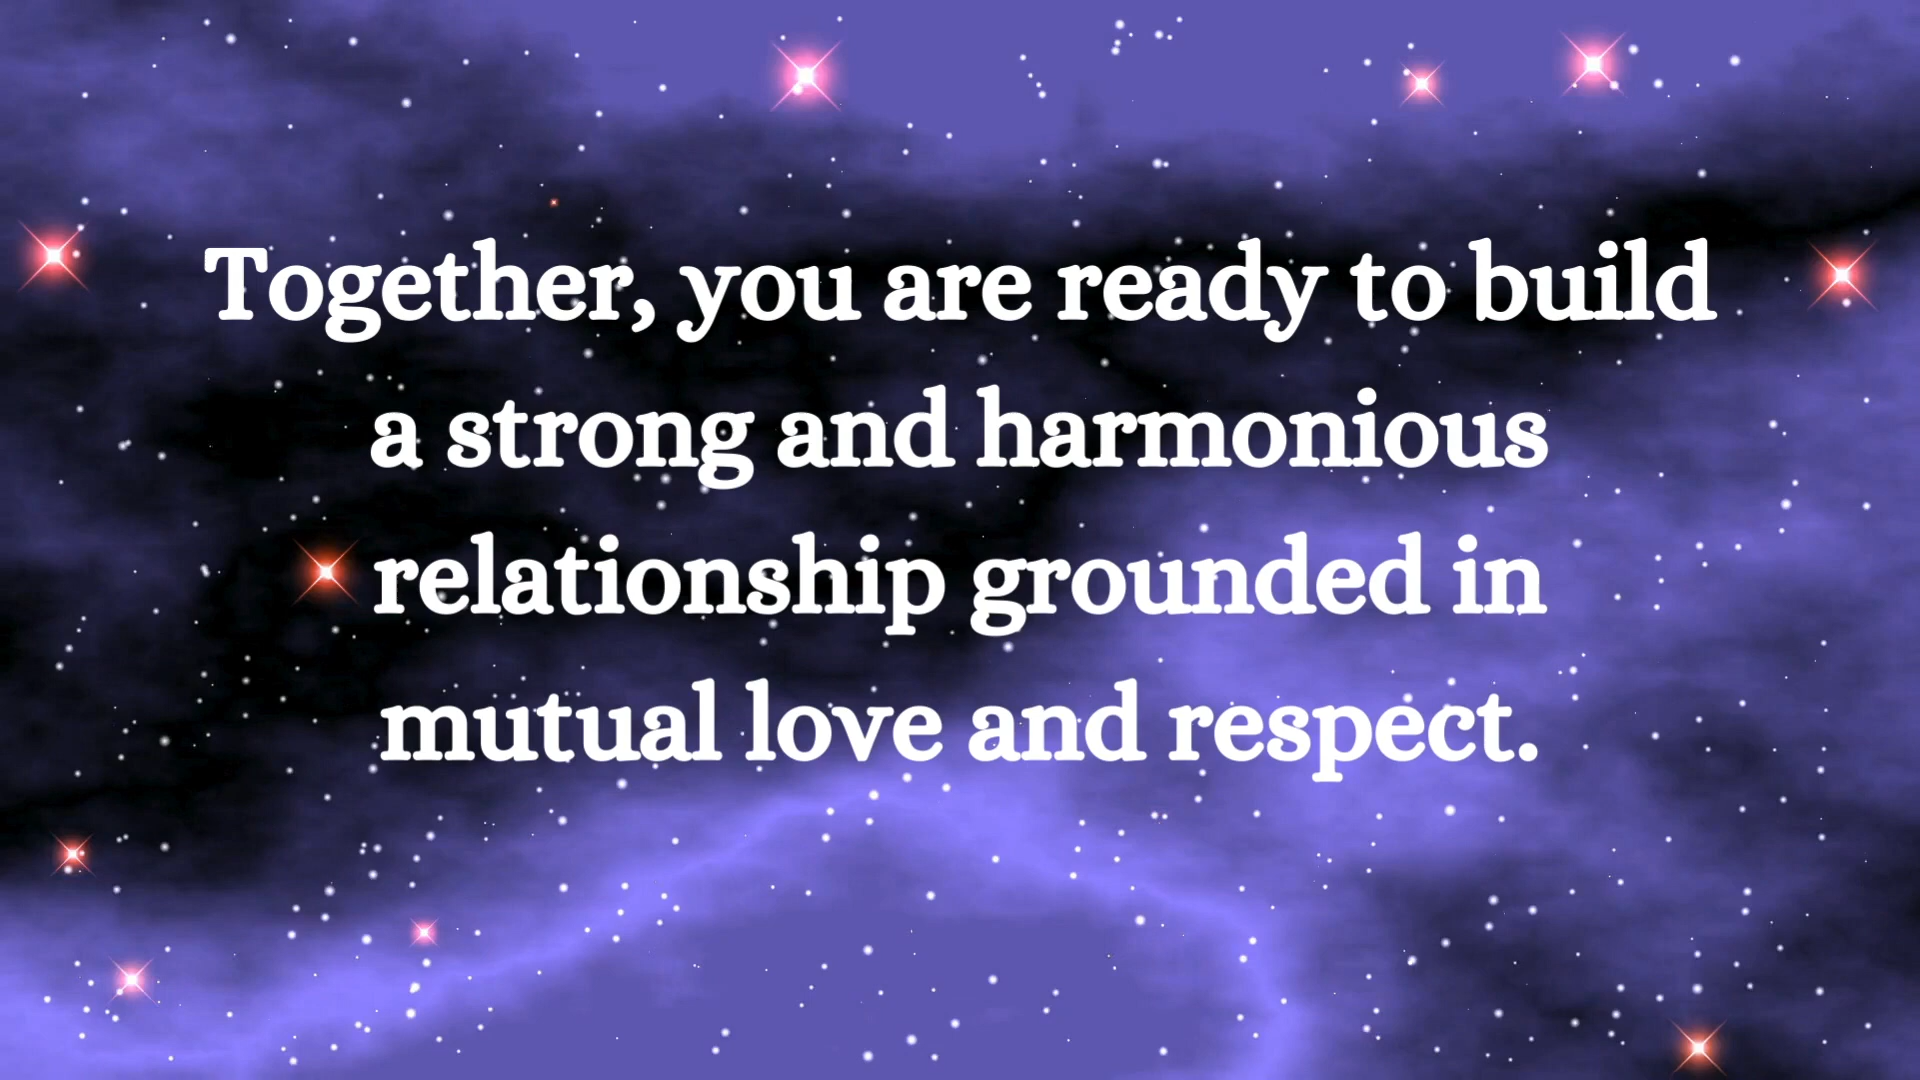 Together, you are ready to build
a strong and harmonious
relationship grounded in
mutual love and respect.